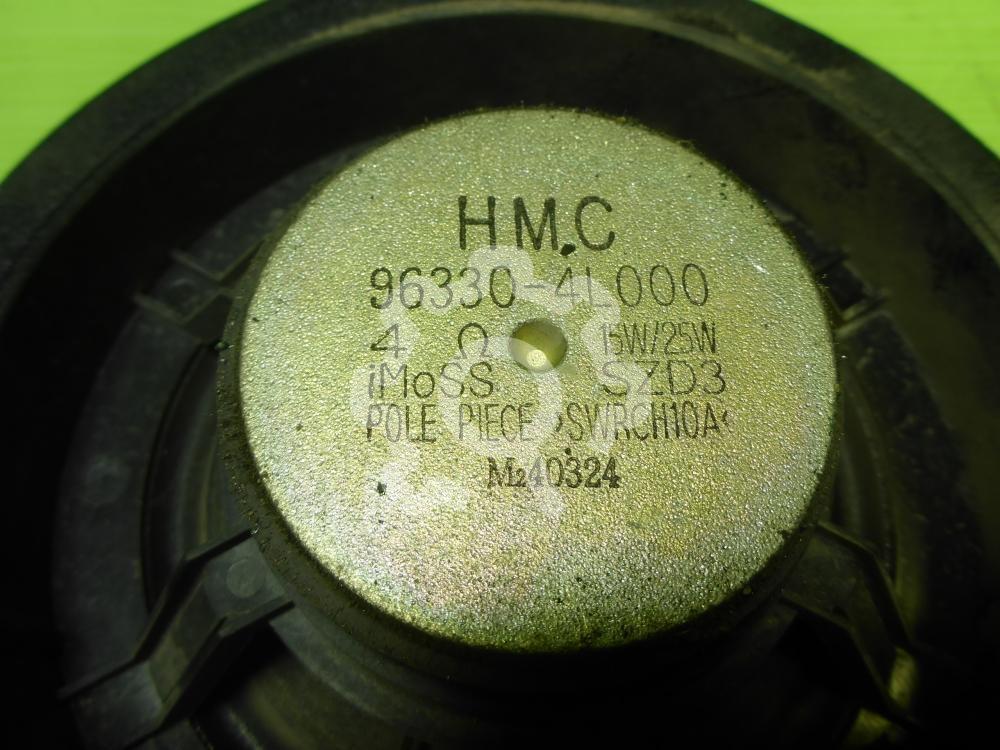 HMC
96330-4L000
4 Ω 15W/25W
iMoSS SZD3
POLE PIECE >SWRCH10A<
M₂40324